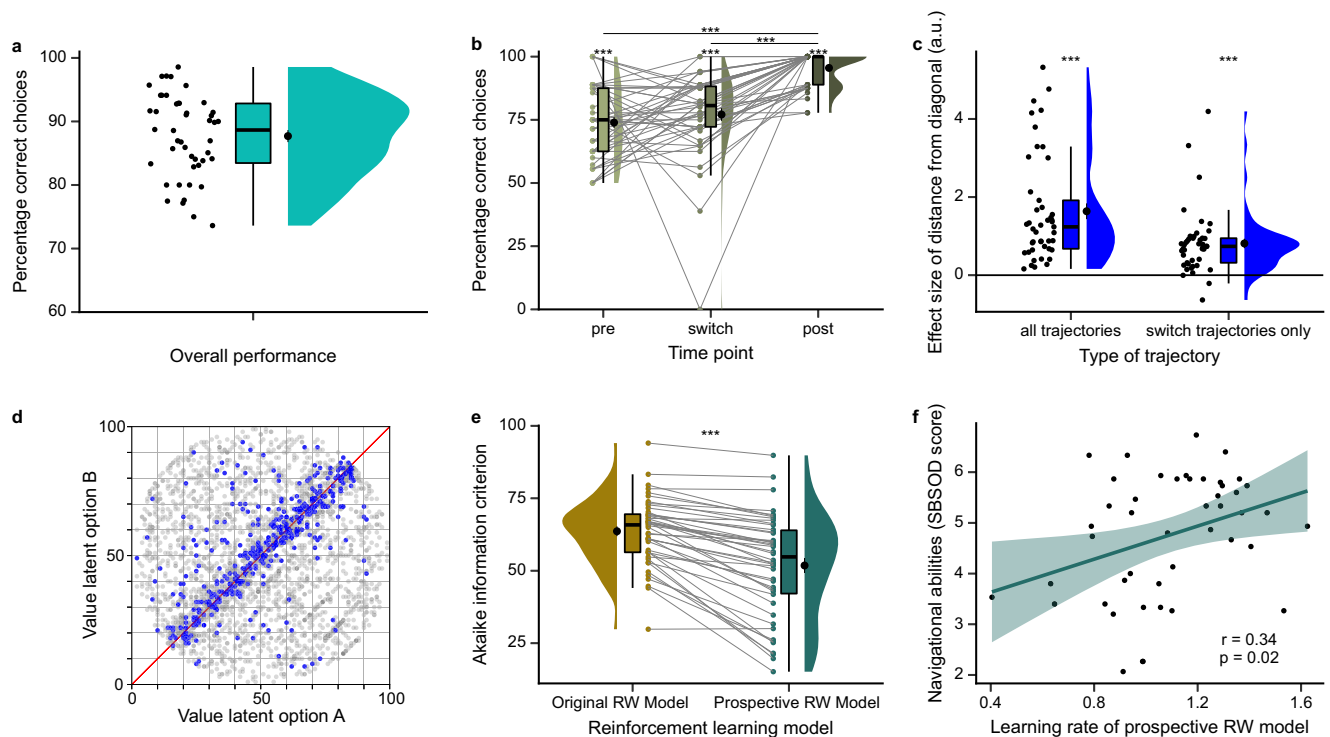 a
Percentage correct choices
100
90
80
70
60
Overall performance
b
Percentage correct choices
100
75
50
25
0
***
***
*** *** ***
pre switch post
Time point
c
Effect size of distance from diagonal (a.u.)
4
2
0
*** ***
all trajectories switch trajectories only
Type of trajectory
d
Value latent option B
100
50
0
0 50 100
Value latent option A
e
Akaike information criterion
100
75
50
25
***
Original RW Model Prospective RW Model
Reinforcement learning model
f
Navigational abilities (SBSOD score)
6
5
4
3
2
r = 0.34
p = 0.02
0.4 0.8 1.2 1.6
Learning rate of prospective RW model